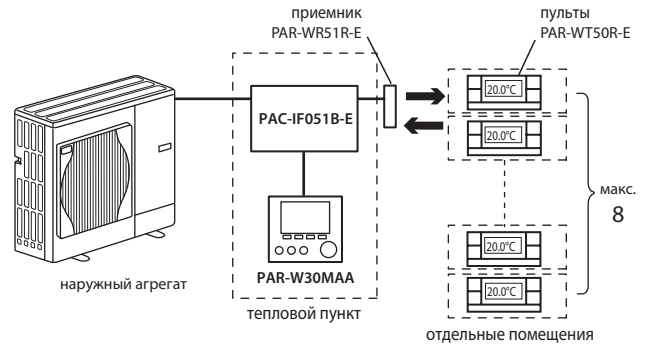 приемник
PAR-WR51R-E
пульты
PAR-WT50R-E
PAC-IF051B-E
20.0°C
20.0°C
макс.
8
PAR-W30MAA
20.0°C
20.0°C
наружный агрегат
тепловой пункт
отдельные помещения